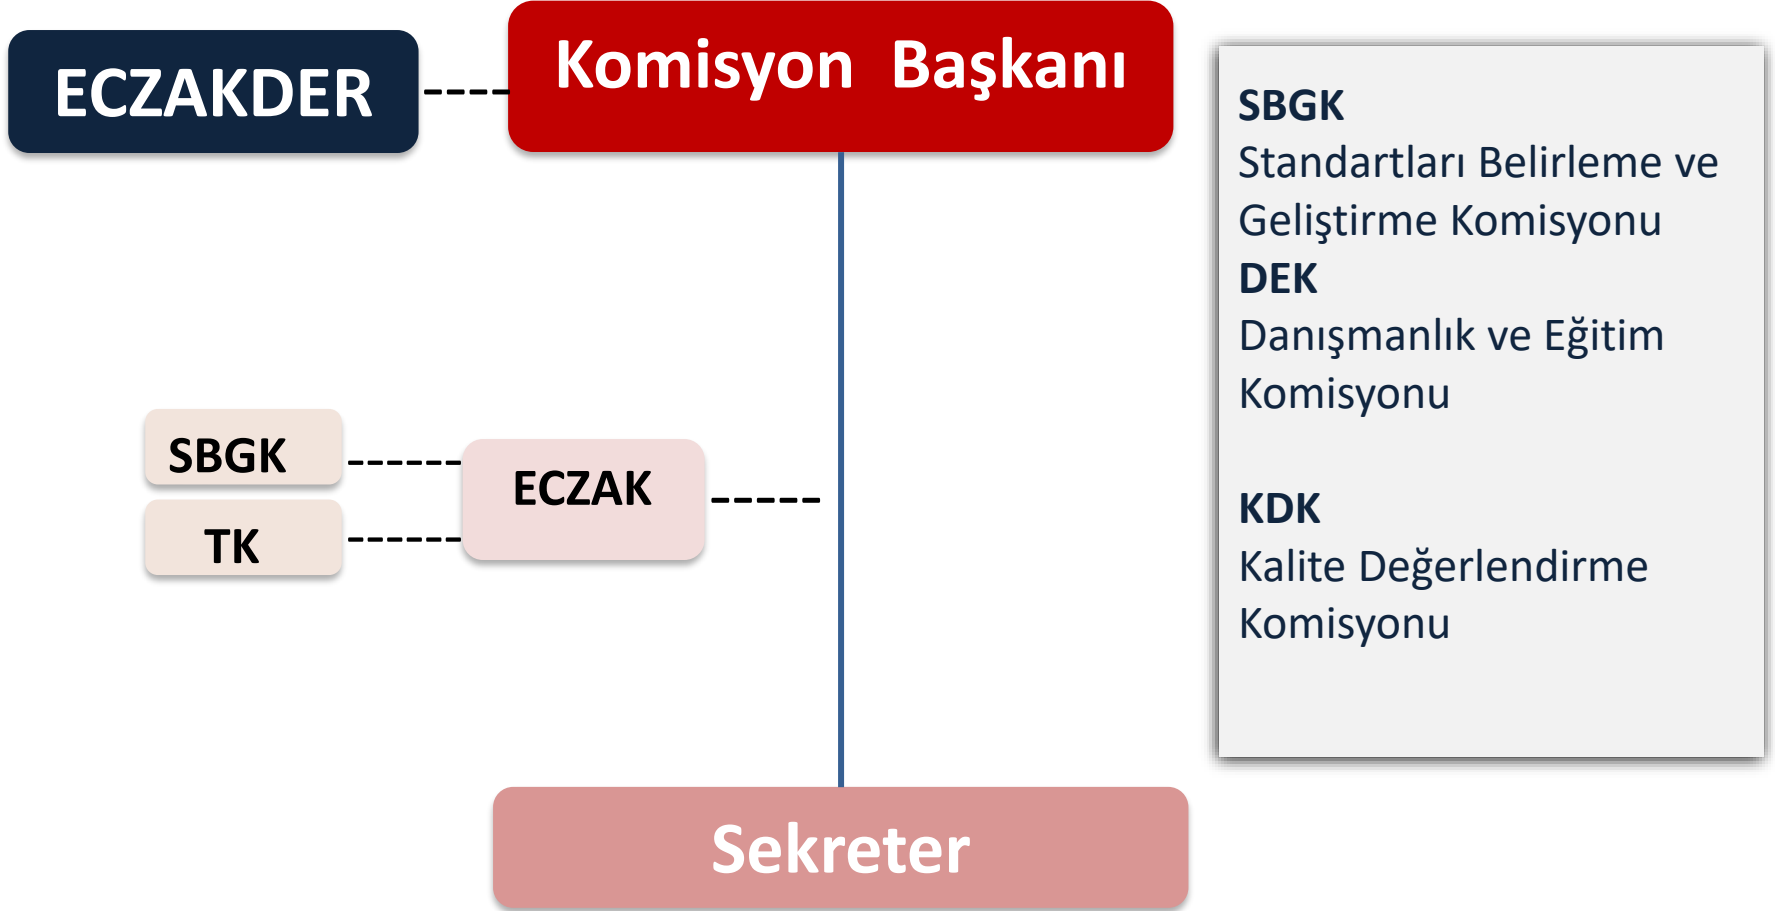 ECZAKDER
Komisyon Başkanı
SBGK
TK
ECZAK
Sekreter
SBGK
Standartları Belirleme ve
Geliştirme Komisyonu
DEK
Danışmanlık ve Eğitim
Komisyonu
KDK
Kalite Değerlendirme
Komisyonu